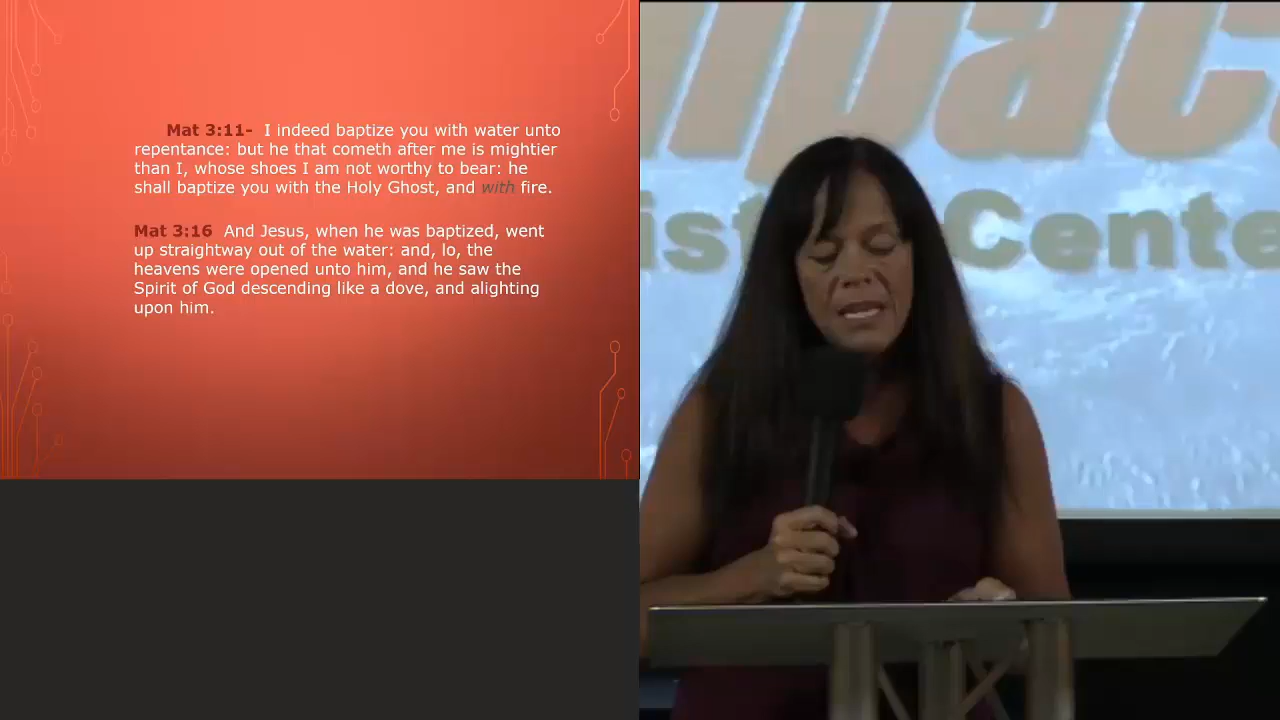 Mat 3:11-  I indeed baptize you with water unto
repentance: but he that cometh after me is mightier
than I, whose shoes I am not worthy to bear: he
shall baptize you with the Holy Ghost, and with fire.
Mat 3:16  And Jesus, when he was baptized, went
up straightway out of the water: and, lo, the
heavens were opened unto him, and he saw the
Spirit of God descending like a dove, and alighting
upon him.